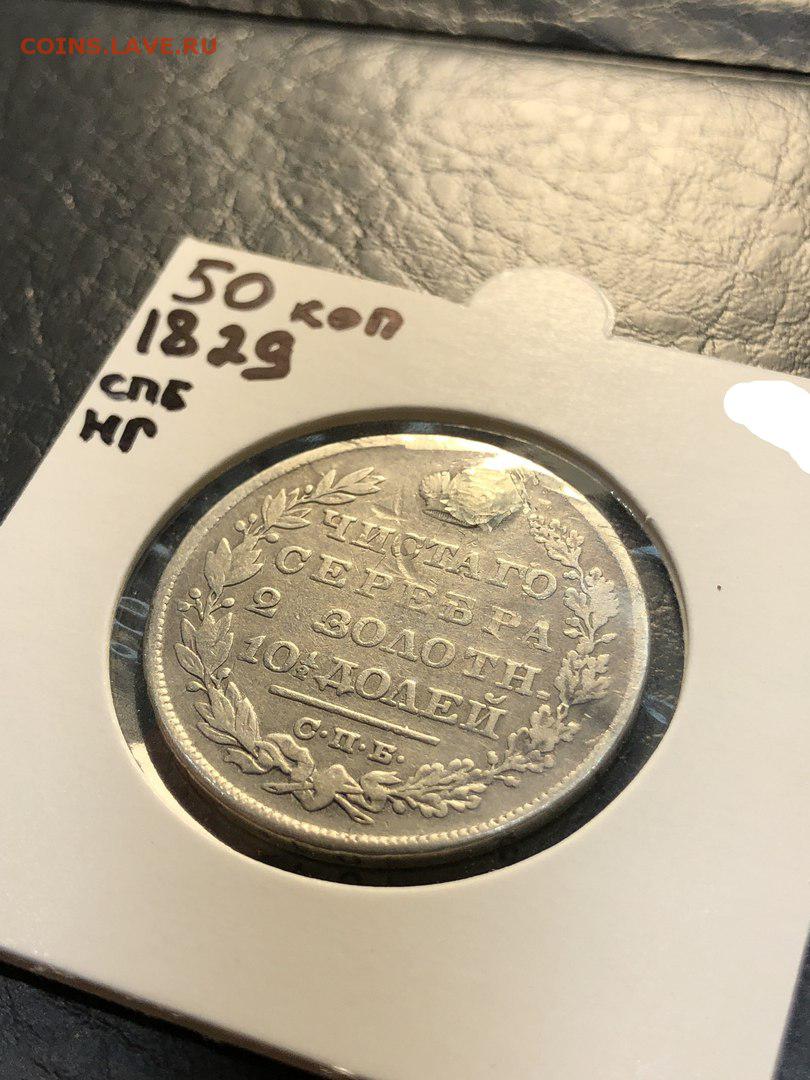 COINS.LAVE.RU
50 коп
1829
СПБ
НГ
ЧИСТАГО
СЕРЕБРА
2 ЗОЛОТН.
10½ ДОЛЕЙ
С·П·Б·